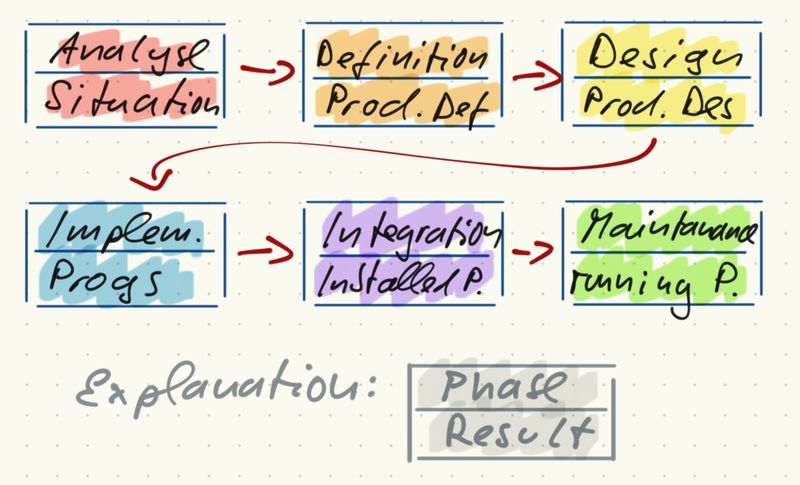 Analyse
Situation
Definition
Prod. Def
Design
Prod. Des
Implem.
Progs
Integration
Installed P.
Maintanance
running P.
Explanation:
Phase
Result